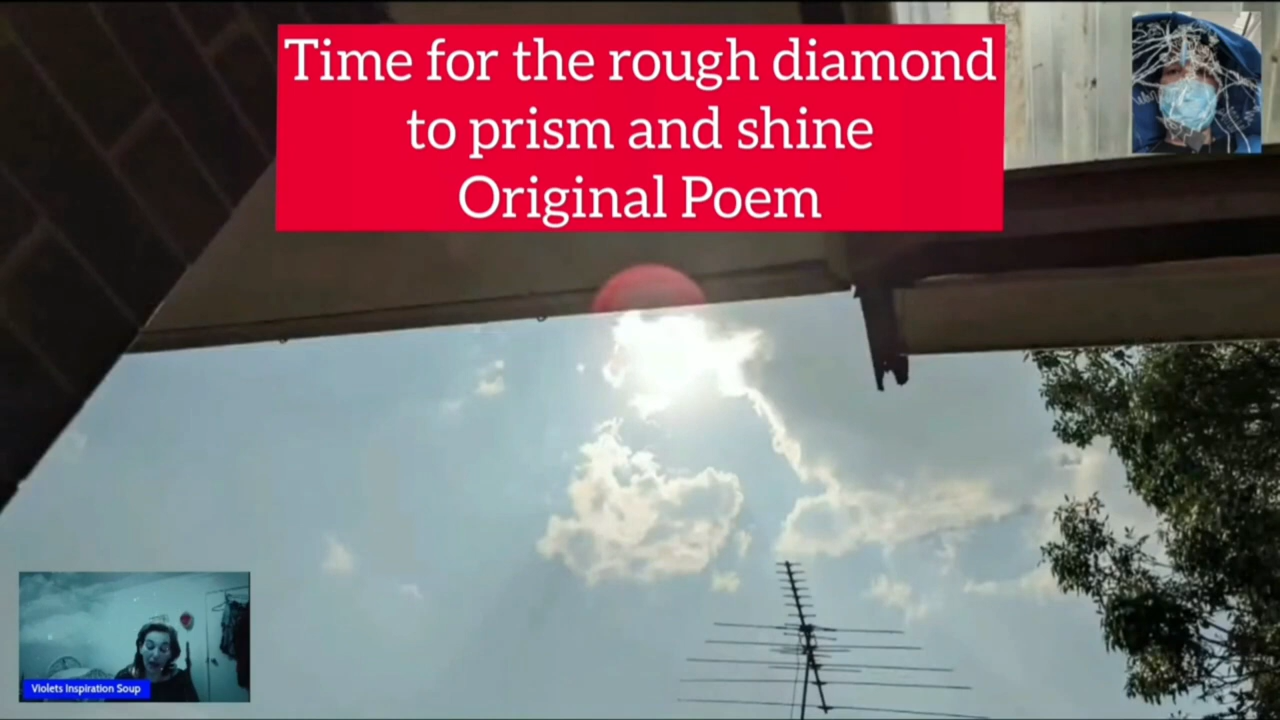 Time for the rough diamond
to prism and shine
Original Poem
Violets Inspiration Soup